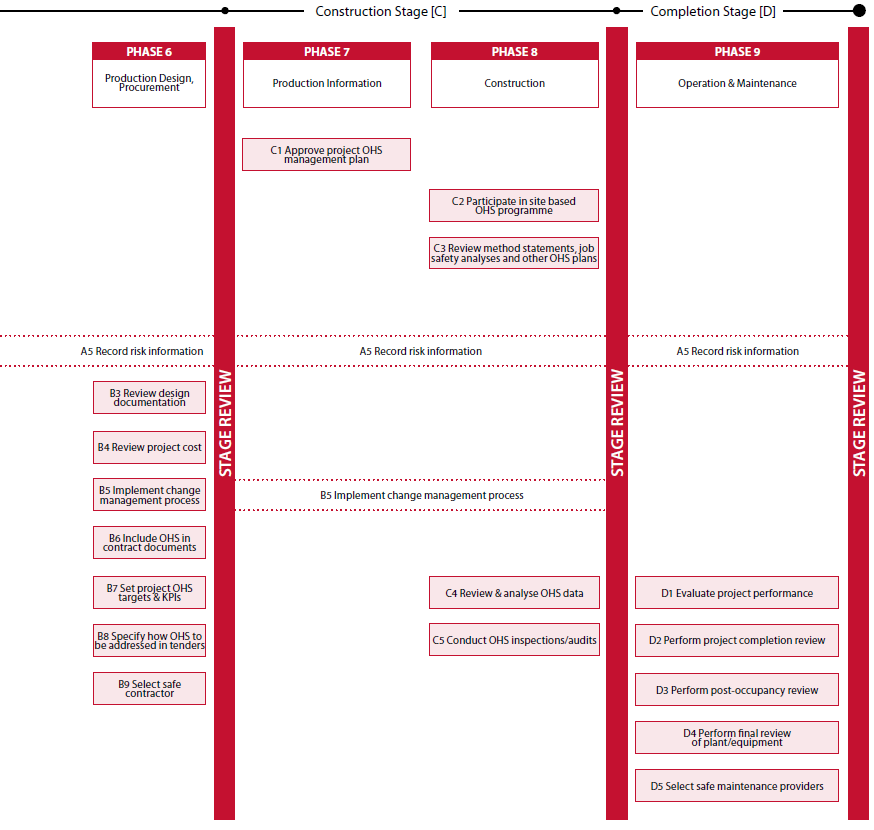 Construction Stage [C]
Completion Stage [D]
PHASE 6
Production Design,
Procurement
PHASE 7
Production Information
PHASE 8
Construction
PHASE 9
Operation & Maintenance
C1 Approve project OHS
management plan
C2 Participate in site based
OHS programme
C3 Review method statements, job
safety analyses and other OHS plans
A5 Record risk information
A5 Record risk information
A5 Record risk information
STAGE REVIEW
STAGE REVIEW
STAGE REVIEW
B3 Review design
documentation
B4 Review project cost
B5 Implement change
management process
B5 Implement change management process
B6 Include OHS in
contract documents
B7 Set project OHS
targets & KPIs
C4 Review & analyse OHS data
D1 Evaluate project performance
B8 Specify how OHS to
be addressed in tenders
C5 Conduct OHS inspections/audits
D2 Perform project completion review
B9 Select safe
contractor
D3 Perform post-occupancy review
D4 Perform final review
of plant/equipment
D5 Select safe maintenance providers